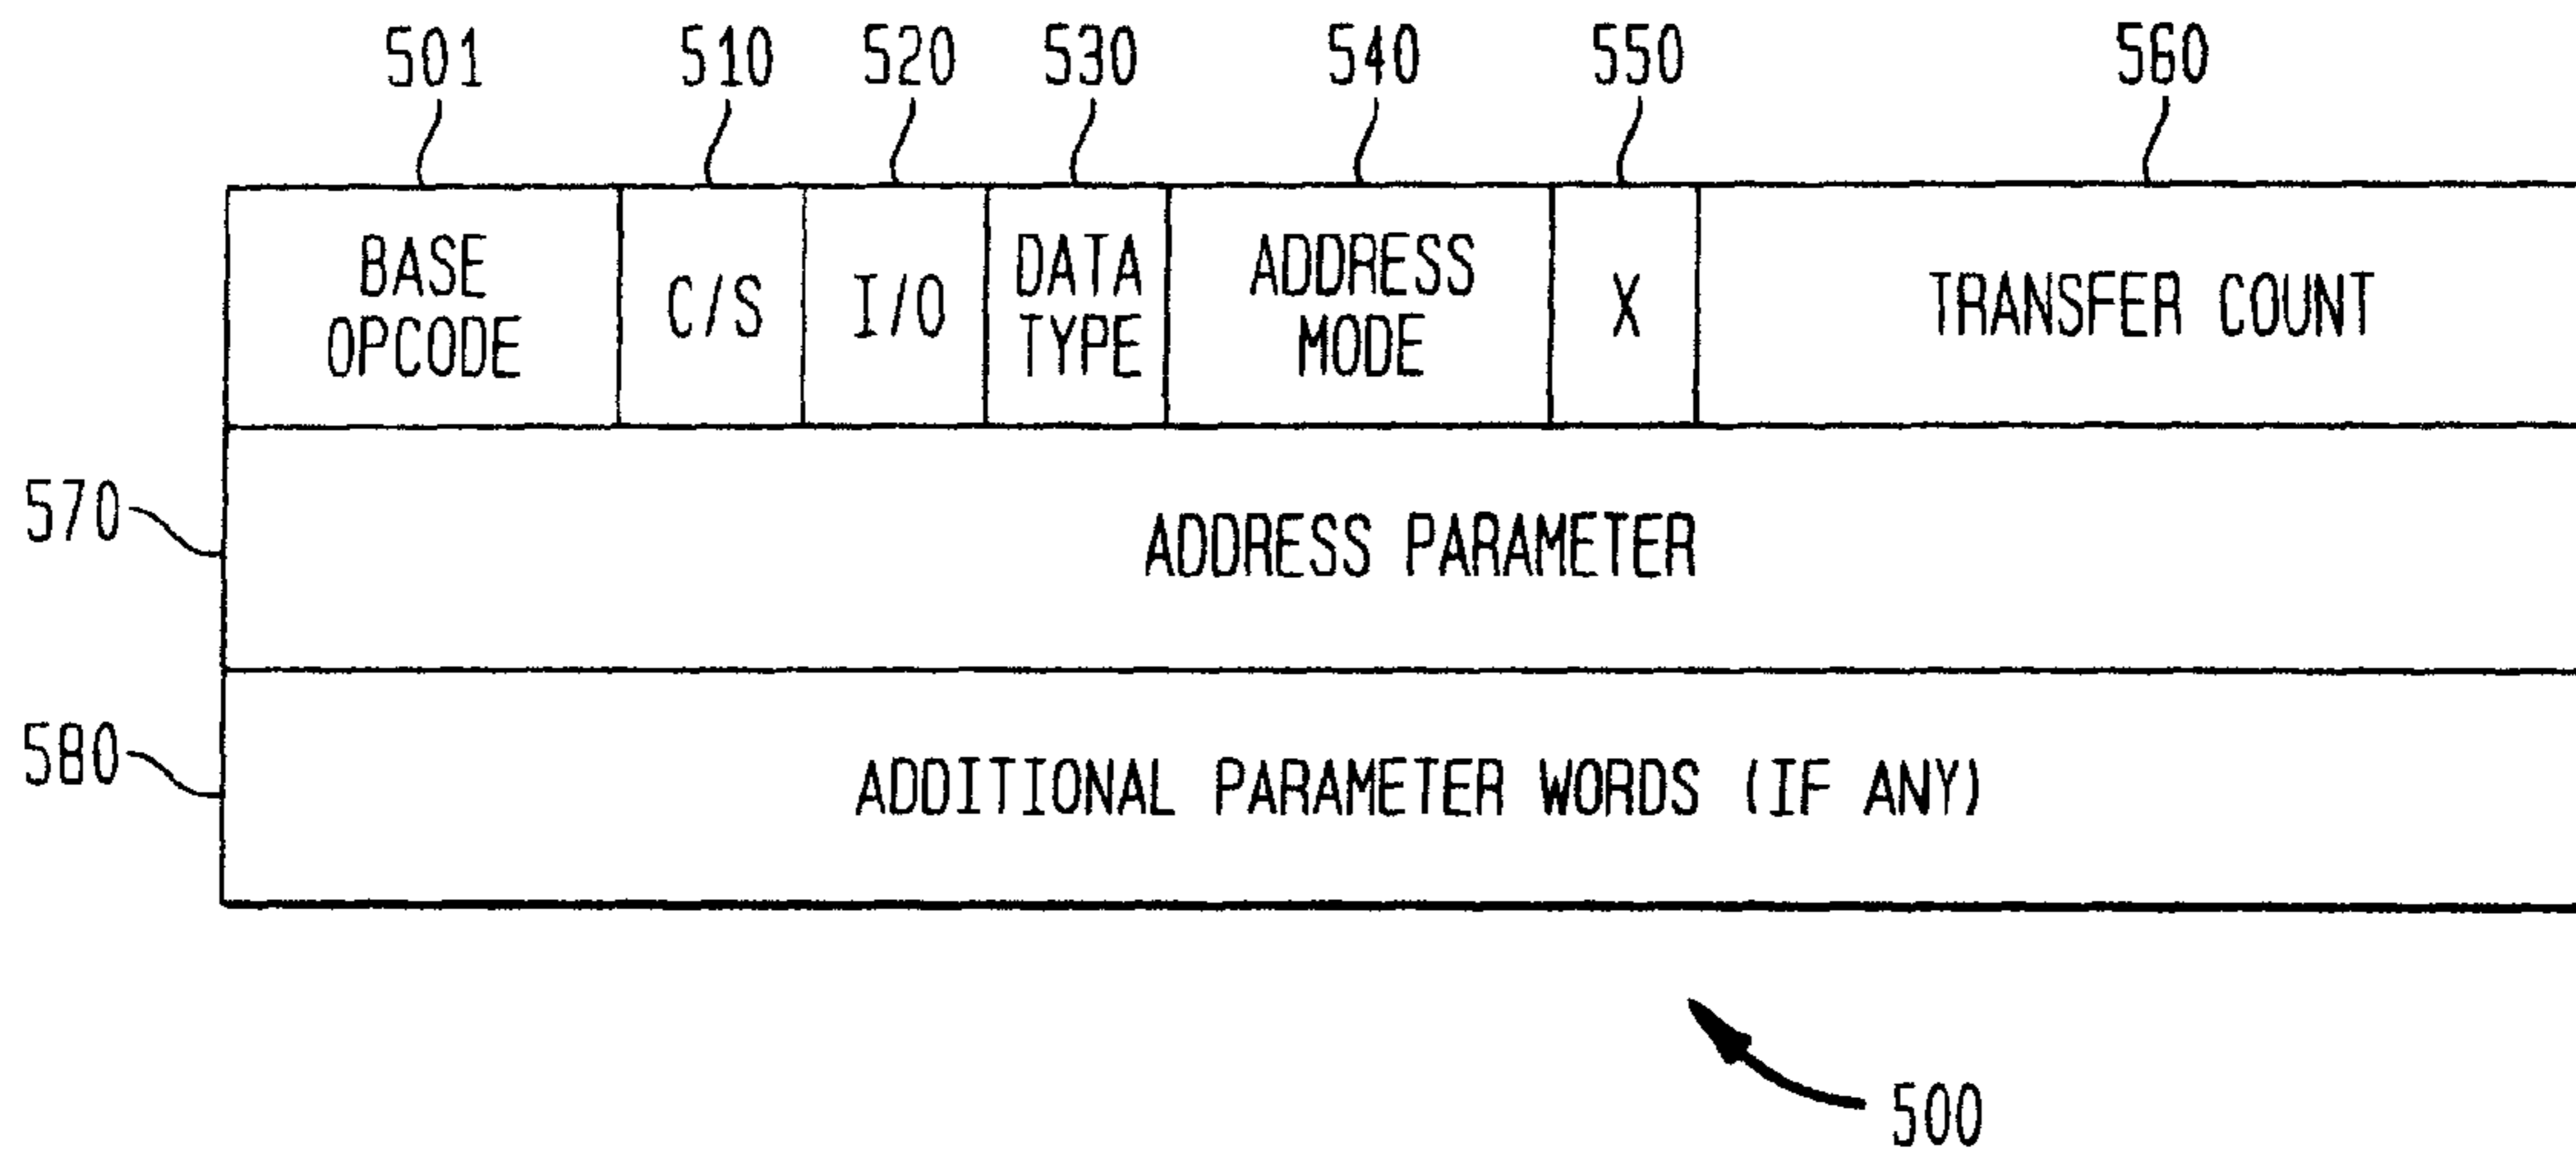 501 510 520 530 540 550 560
BASE OPCODE C/S I/O DATA TYPE ADDRESS MODE X TRANSFER COUNT
570 ADDRESS PARAMETER
580 ADDITIONAL PARAMETER WORDS (IF ANY)
500